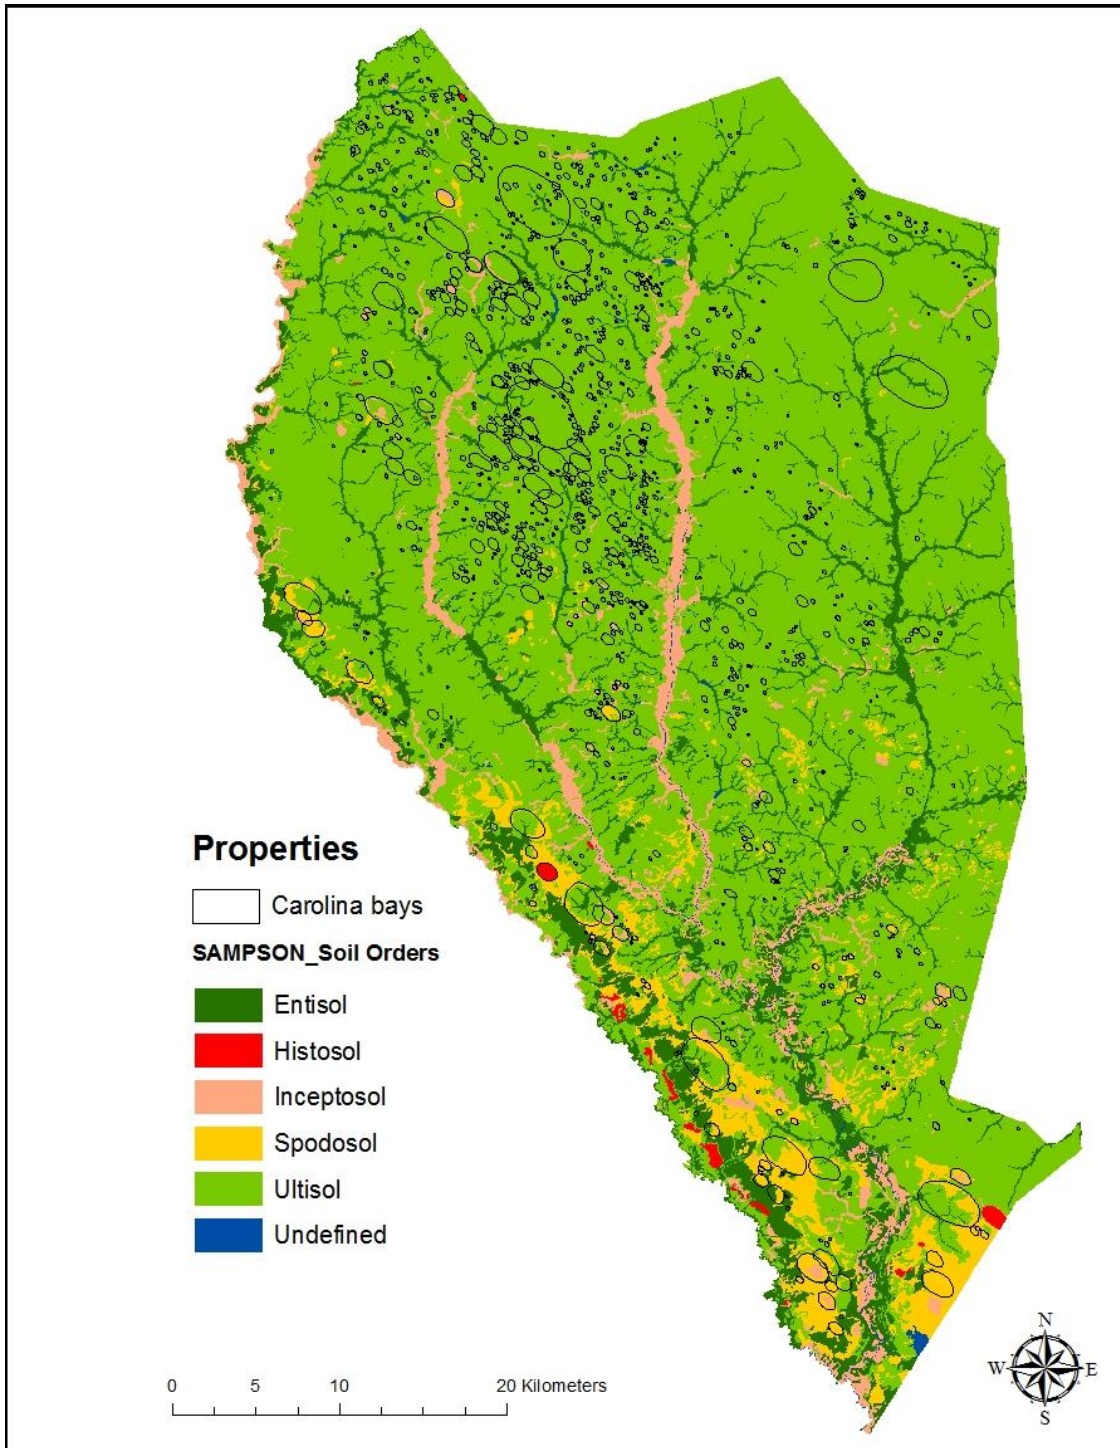 Properties
Carolina bays
SAMPSON_Soil Orders
Entisol
Histosol
Inceptosol
Spodosol
Ultisol
Undefined
0 5 10 20 Kilometers
N
W E
S